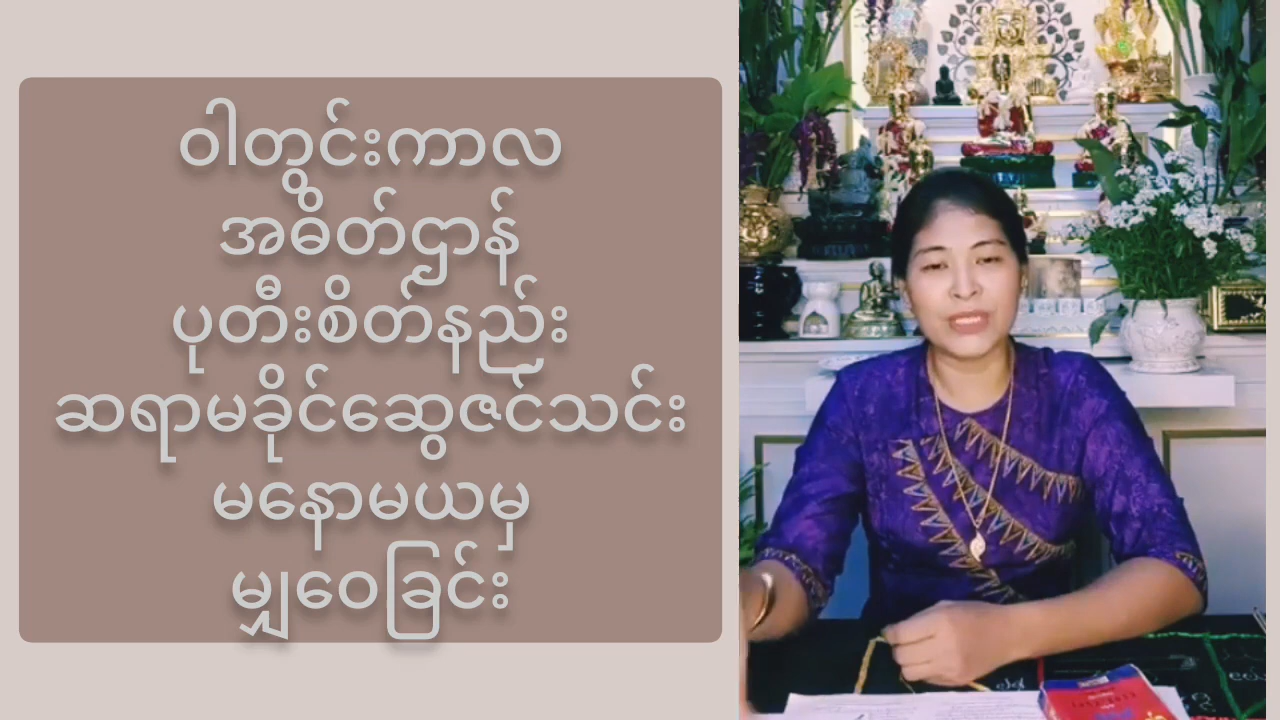 ဝါတွင်းကာလ
အဓိတ်ဌာန်
ပုတီးစိတ်နည်း
ဆရာမခိုင်ဆွေဇင်သင်း
မနောမယမှ
မျှဝေခြင်း